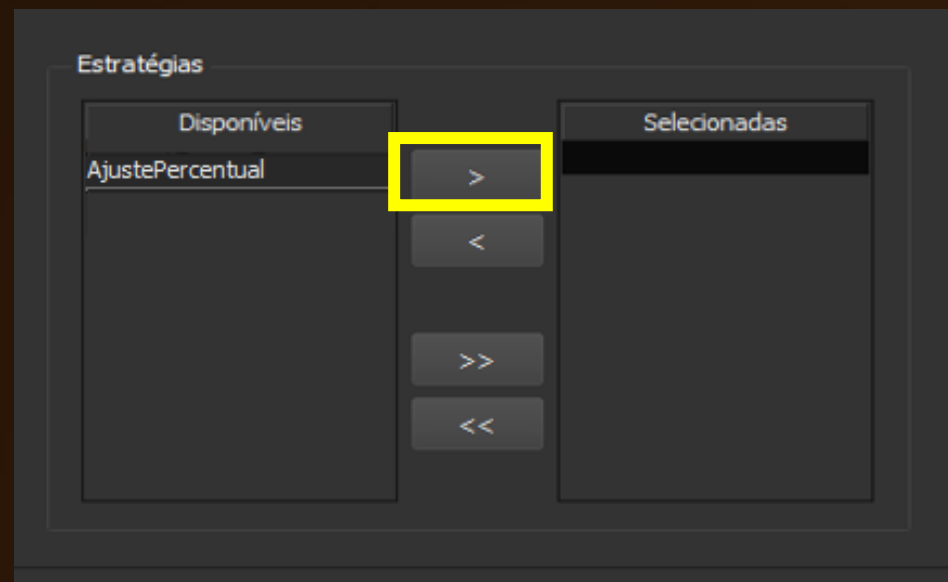 Estratégias
Disponíveis
Selecionadas
AjustePercentual
>
<
>>
<<